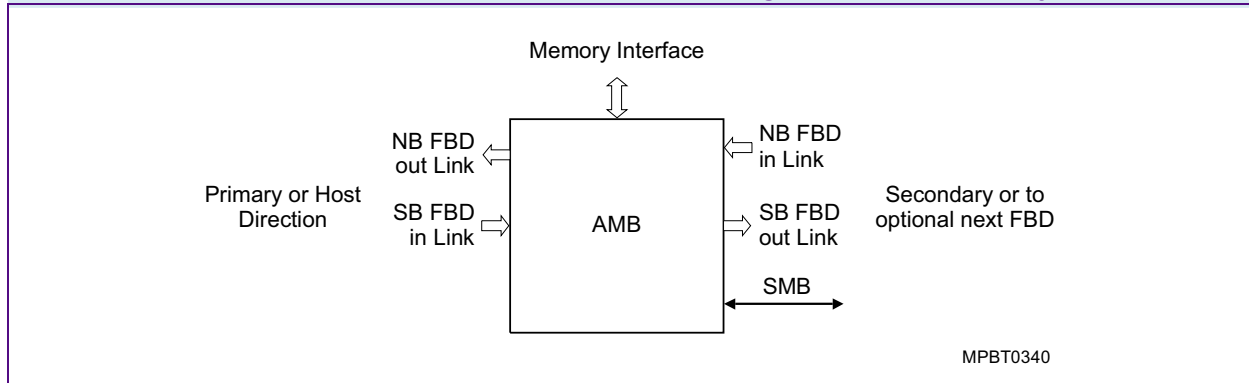 Memory Interface
NB FBD
out Link
NB FBD
in Link
Primary or Host
Direction
SB FBD
in Link
AMB
SB FBD
out Link
Secondary or to
optional next FBD
SMB
MPBT0340